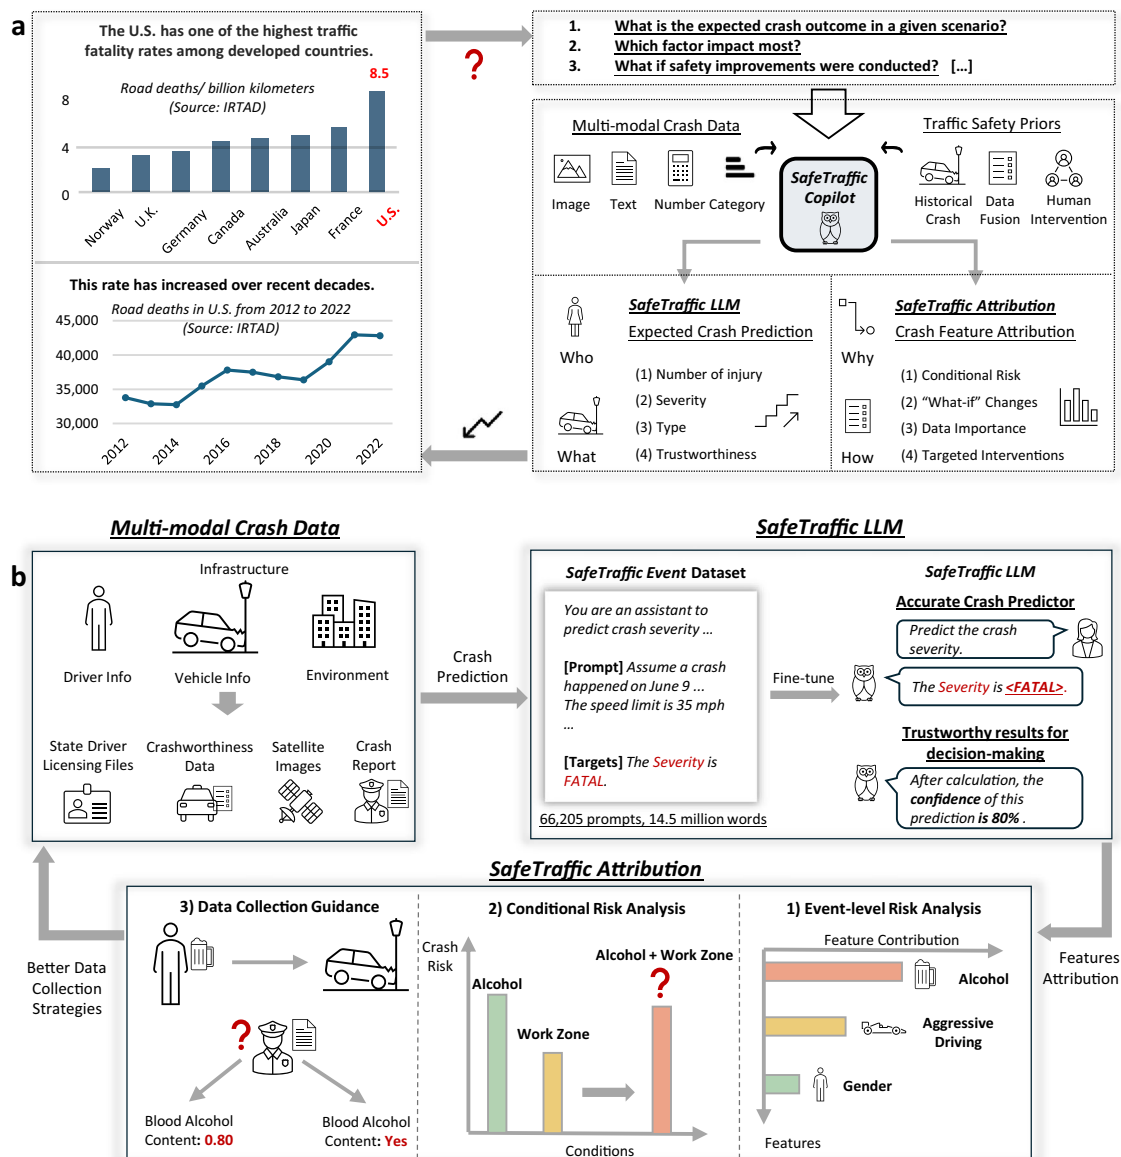 a
The U.S. has one of the highest traffic
fatality rates among developed countries.
8.5
Road deaths/ billion kilometers
(Source: IRTAD)
8
4
0
Norway
U.K.
Germany
Canada
Australia
Japan
France
U.S.
This rate has increased over recent decades.
Road deaths in U.S. from 2012 to 2022
(Source: IRTAD)
45,000
40,000
35,000
30,000
2012
2014
2016
2018
2020
2022
?
1. What is the expected crash outcome in a given scenario?
2. Which factor impact most?
3. What if safety improvements were conducted? [...]
Multi-modal Crash Data
Image
Text
Number
Category
SafeTraffic
Copilot
Traffic Safety Priors
Historical
Crash
Data
Fusion
Human
Intervention
SafeTraffic LLM
Expected Crash Prediction
Who
What
(1) Number of injury
(2) Severity
(3) Type
(4) Trustworthiness
SafeTraffic Attribution
Crash Feature Attribution
Why
How
(1) Conditional Risk
(2) “What-if” Changes
(3) Data Importance
(4) Targeted Interventions
b
Multi-modal Crash Data
Infrastructure
Driver Info
Vehicle Info
Environment
State Driver
Licensing Files
Crashworthiness
Data
Satellite
Images
Crash
Report
Crash
Prediction
SafeTraffic LLM
SafeTraffic Event Dataset
You are an assistant to
predict crash severity ...
[Prompt] Assume a crash
happened on June 9 ...
The speed limit is 35 mph
...
[Targets] The Severity is
FATAL.
66,205 prompts, 14.5 million words
Fine-tune
SafeTraffic LLM
Accurate Crash Predictor
Predict the crash
severity.
The Severity is <FATAL>.
Trustworthy results for
decision-making
After calculation, the
confidence of this
prediction is 80% .
SafeTraffic Attribution
Features
Attribution
1) Event-level Risk Analysis
Feature Contribution
Alcohol
Aggressive
Driving
Gender
Features
2) Conditional Risk Analysis
Crash
Risk
Alcohol
Work Zone
Alcohol + Work Zone
?
Conditions
3) Data Collection Guidance
?
Blood Alcohol
Content: 0.80
Blood Alcohol
Content: Yes
Better Data
Collection
Strategies